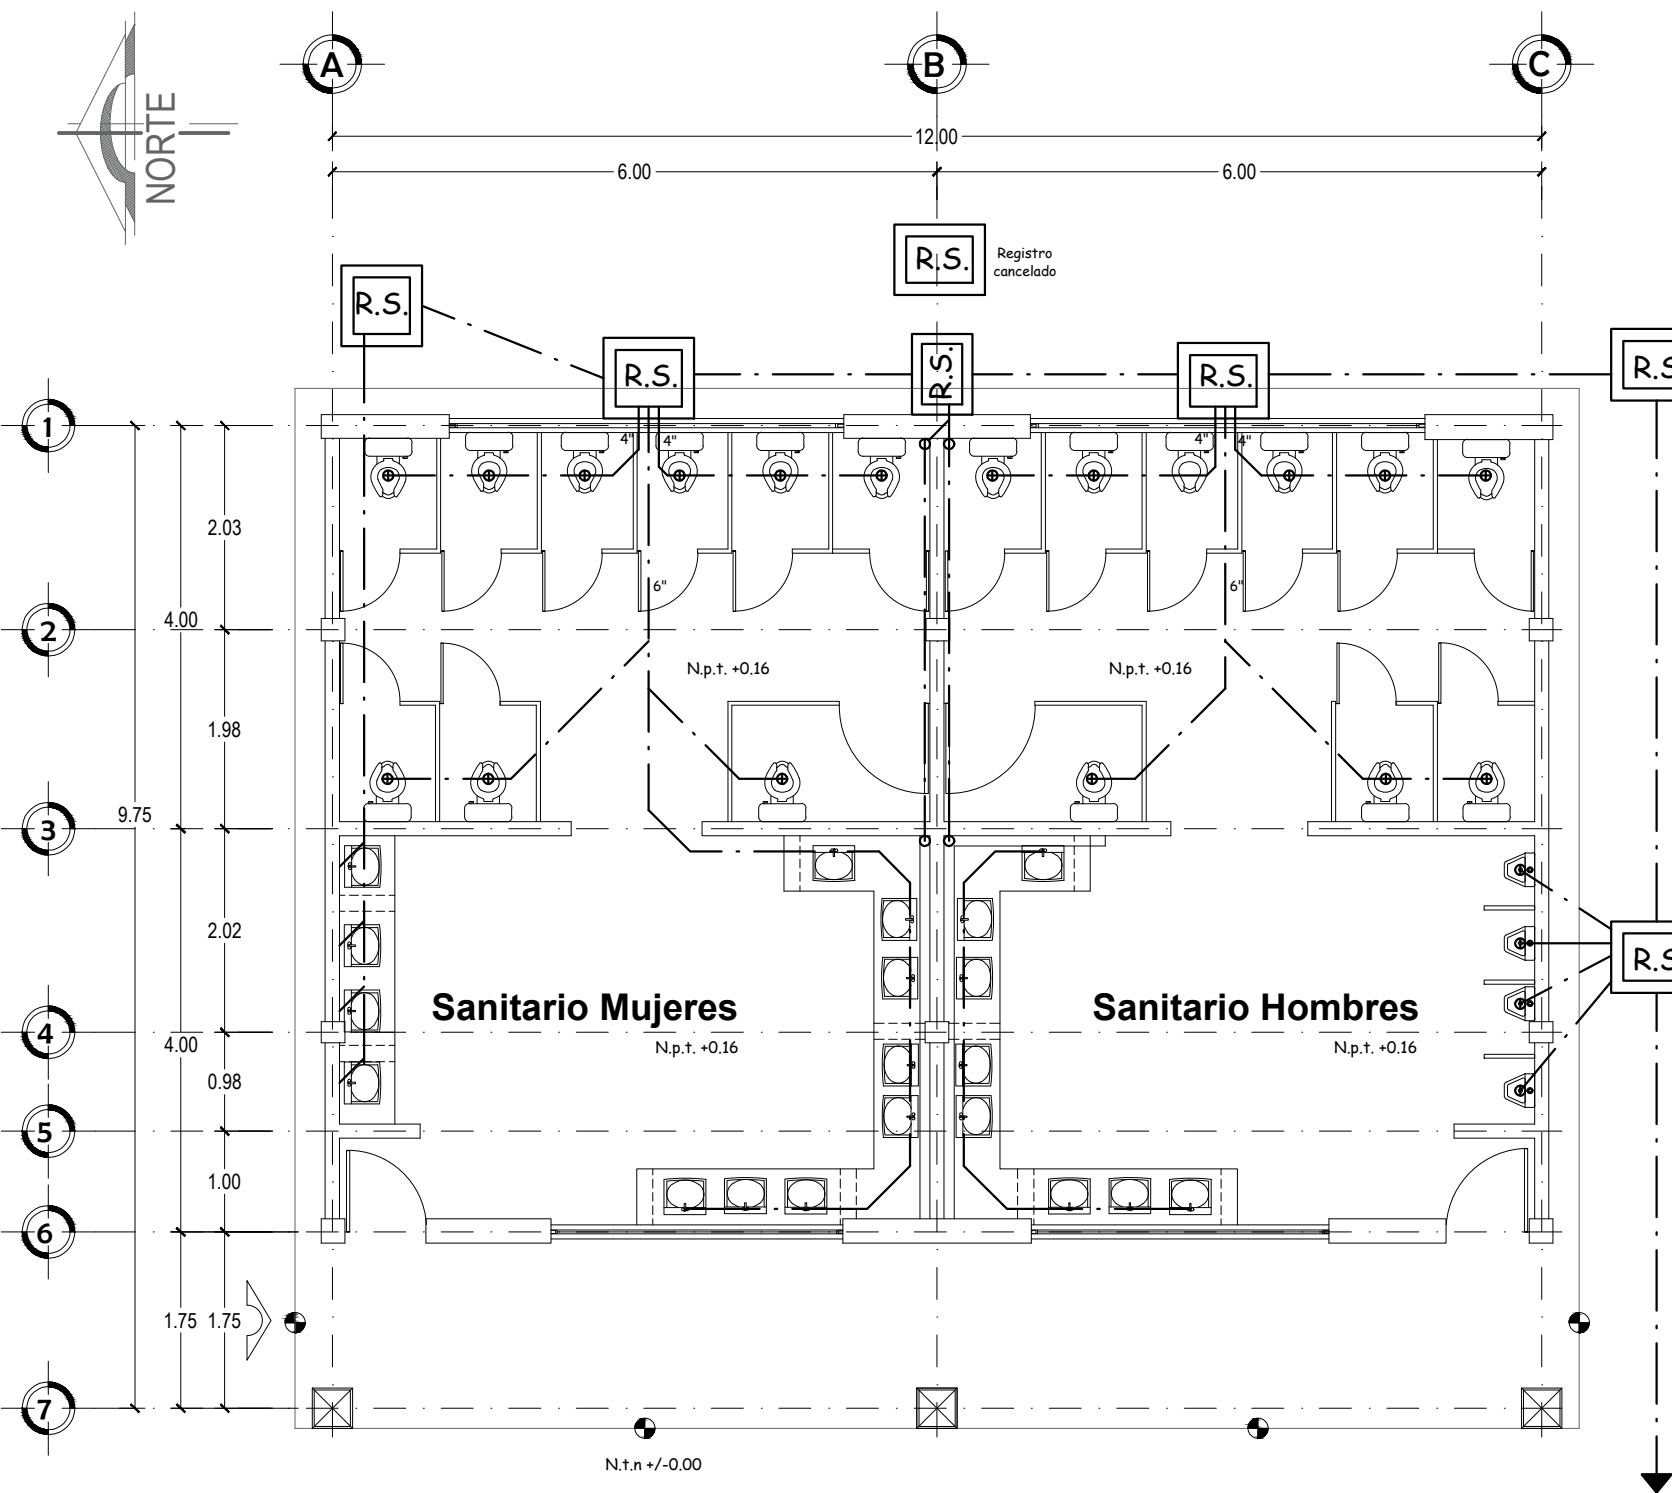 NORTE
A
B
C
12.00
6.00
6.00
R.S.
Registro
cancelado
R.S.
R.S.
R.S.
R.S.
R.S
1
4"
4"
4"
4"
2.03
6"
6"
4.00
2
N.p.t. +0.16
N.p.t. +0.16
1.98
9.75
3
2.02
R.S
Sanitario Mujeres
Sanitario Hombres
4
4.00
N.p.t. +0.16
N.p.t. +0.16
0.98
5
1.00
6
1.75
1.75
7
N.t.n +/-0.00